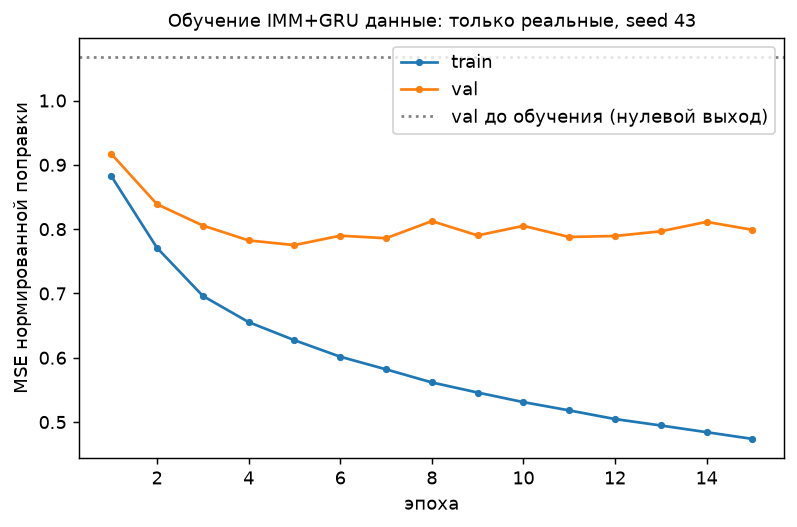 Обучение IMM+GRU данные: только реальные, seed 43
train
val
val до обучения (нулевой выход)
MSE нормированной поправки
1.0
0.9
0.8
0.7
0.6
0.5
2
4
6
8
10
12
14
эпоха